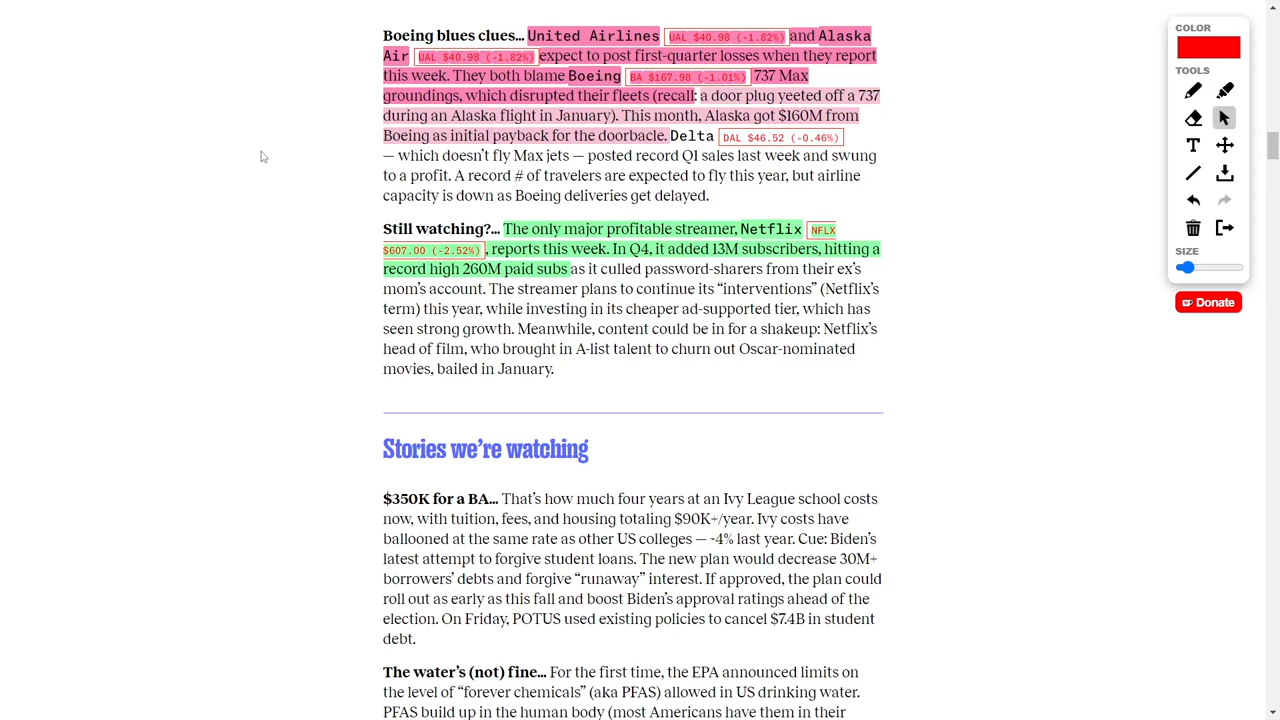 Boeing blues clues... United Airlines UAL $40.98 (-1.82%) and Alaska
Air UAL $40.98 (-1.82%) expect to post first-quarter losses when they report
this week. They both blame Boeing BA $167.98 (-1.01%) 737 Max
groundings, which disrupted their fleets (recall: a door plug yeeted off a 737
during an Alaska flight in January). This month, Alaska got $160M from
Boeing as initial payback for the doorbacle. Delta DAL $46.52 (-0.46%)
— which doesn’t fly Max jets — posted record Q1 sales last week and swung
to a profit. A record # of travelers are expected to fly this year, but airline
capacity is down as Boeing deliveries get delayed.
Still watching?... The only major profitable streamer, Netflix NFLX
$607.00 (-2.52%), reports this week. In Q4, it added 13M subscribers, hitting a
record high 260M paid subs as it culled password-sharers from their ex’s
mom’s account. The streamer plans to continue its “interventions” (Netflix’s
term) this year, while investing in its cheaper ad-supported tier, which has
seen strong growth. Meanwhile, content could be in for a shakeup: Netflix’s
head of film, who brought in A-list talent to churn out Oscar-nominated
movies, bailed in January.
Stories we’re watching
$350K for a BA... That’s how much four years at an Ivy League school costs
now, with tuition, fees, and housing totaling $90K+/year. Ivy costs have
ballooned at the same rate as other US colleges — ~4% last year. Cue: Biden’s
latest attempt to forgive student loans. The new plan would decrease 30M+
borrowers’ debts and forgive “runaway” interest. If approved, the plan could
roll out as early as this fall and boost Biden’s approval ratings ahead of the
election. On Friday, POTUS used existing policies to cancel $7.4B in student
debt.
The water’s (not) fine... For the first time, the EPA announced limits on
the level of “forever chemicals” (aka PFAS) allowed in US drinking water.
PFAS build up in the human body (most Americans have them in their
COLOR
TOOLS
T
SIZE
Donate